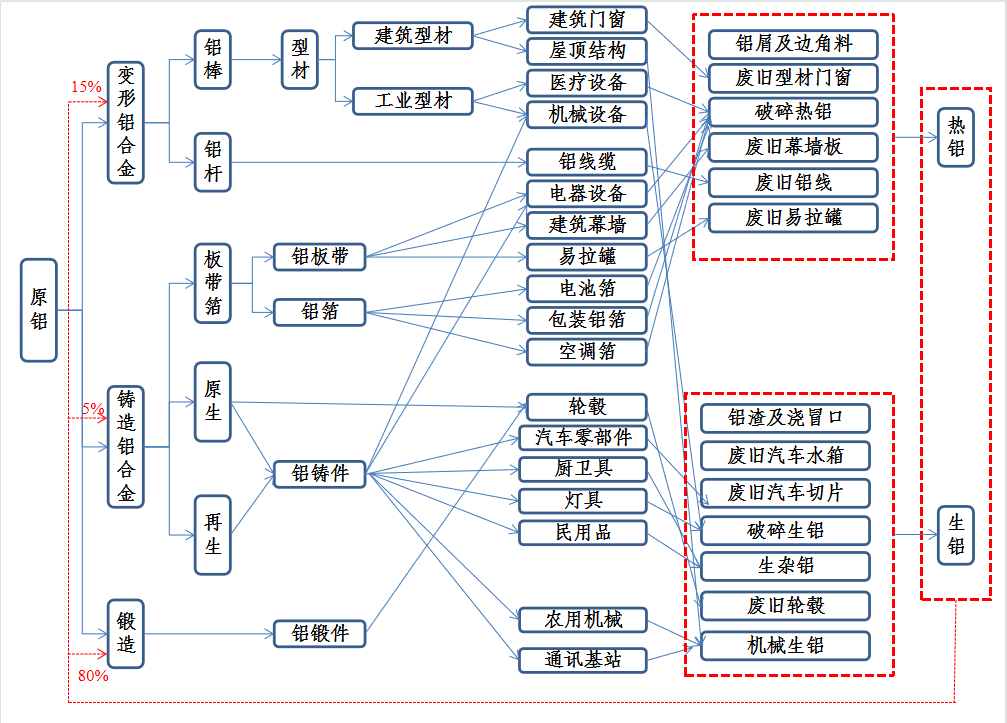 原铝
变形铝合金
铸造铝合金
锻造
15%
5%
80%
铝棒
铝杆
板带箔
原生
再生
型材
铝板带
铝箔
铝铸件
铝锻件
建筑型材
工业型材
建筑门窗
屋顶结构
医疗设备
机械设备
铝线缆
电器设备
建筑幕墙
易拉罐
电池箔
包装铝箔
空调箔
轮毂
汽车零部件
厨卫具
灯具
民用品
农用机械
通讯基站
铝屑及边角料
废旧型材门窗
破碎热铝
废旧幕墙板
废旧铝线
废旧易拉罐
铝渣及浇冒口
废旧汽车水箱
废旧汽车切片
破碎生铝
生杂铝
废旧轮毂
机械生铝
热铝
生铝